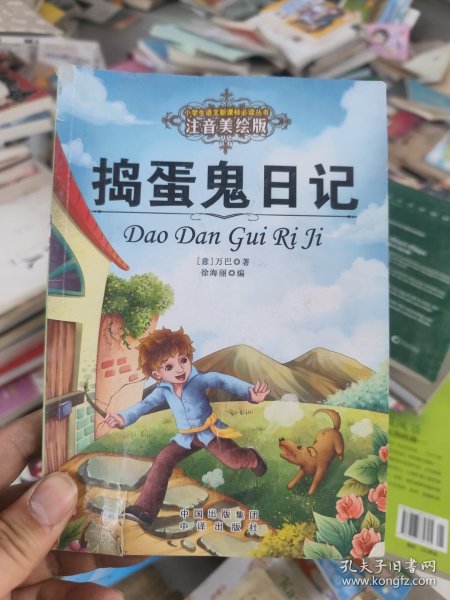 小学生语文新课标必读丛书
注音美绘版
捣蛋鬼日记
Dao Dan Gui Ri Ji
[意]万巴◎著
徐海丽◎编
中国出版集团
中译出版社
孔夫子旧书网
www.kongfz.com